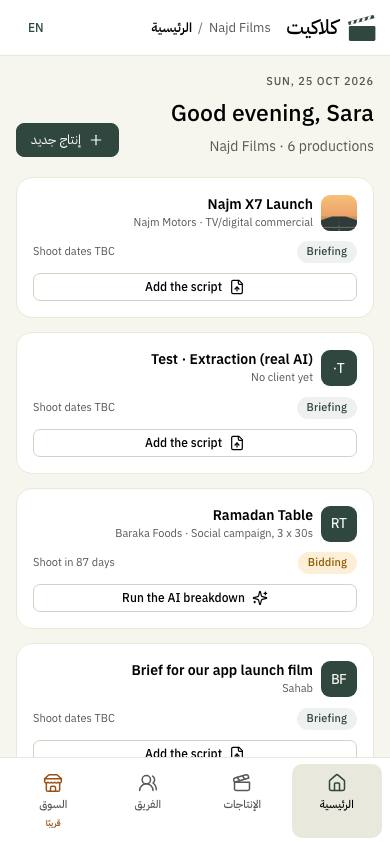 كلاكيت
Najd Films / الرئيسية
EN
SUN, 25 OCT 2026
Good evening, Sara
Najd Films · 6 productions
إنتاج جديد
Najm X7 Launch
Najm Motors · TV/digital commercial
Briefing
Shoot dates TBC
Add the script
·T
Test · Extraction (real AI)
No client yet
Briefing
Shoot dates TBC
Add the script
RT
Ramadan Table
Baraka Foods · Social campaign, 3 x 30s
Bidding
Shoot in 87 days
Run the AI breakdown
BF
Brief for our app launch film
Sahab
Briefing
Shoot dates TBC
Add the script
الرئيسية
الإنتاجات
الفريق
السوق
قريبًا